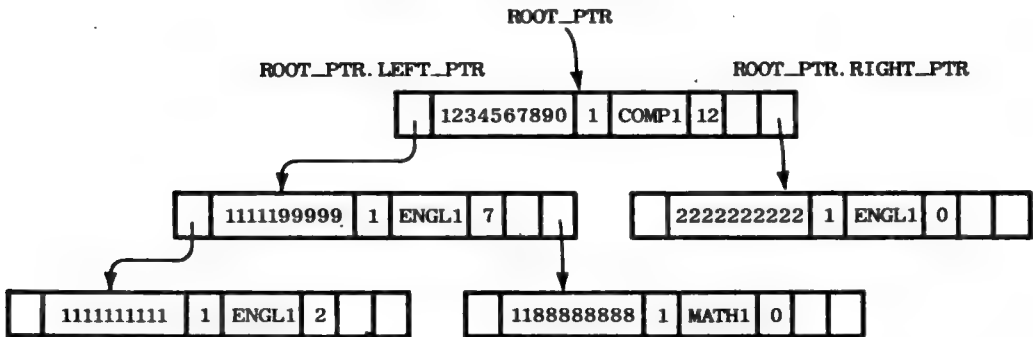 ROOT_PTR
ROOT_PTR.LEFT_PTR ROOT_PTR.RIGHT_PTR
1234567890 1 COMP1 12
1111199999 1 ENGL1 7 2222222222 1 ENGL1 0
1111111111 1 ENGL1 2 1188888888 1 MATH1 0